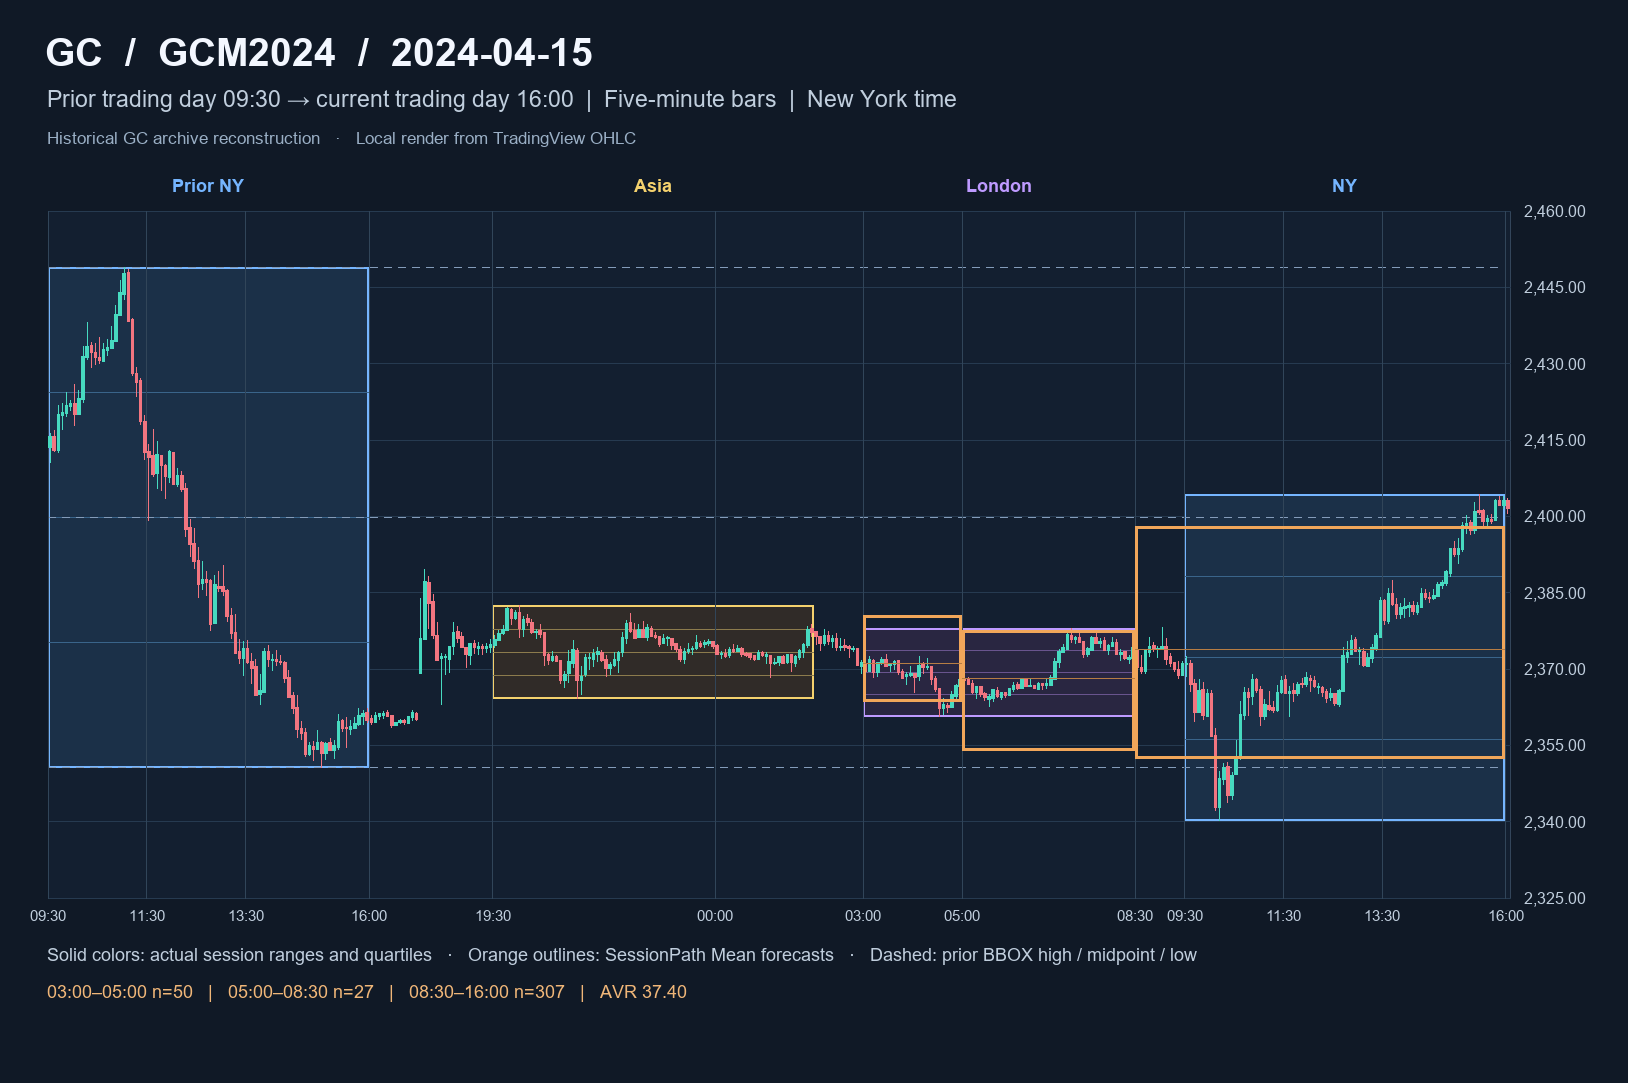 GC / GCM2024 / 2024-04-15
Prior trading day 09:30 → current trading day 16:00 | Five-minute bars | New York time
Historical GC archive reconstruction · Local render from TradingView OHLC
Prior NY Asia London NY
2,460.00
2,445.00
2,430.00
2,415.00
2,400.00
2,385.00
2,370.00
2,355.00
2,340.00
2,325.00
09:30 11:30 13:30 16:00 19:30 00:00 03:00 05:00 08:30 09:30 11:30 13:30 16:00
Solid colors: actual session ranges and quartiles · Orange outlines: SessionPath Mean forecasts · Dashed: prior BBOX high / midpoint / low
03:00–05:00 n=50 | 05:00–08:30 n=27 | 08:30–16:00 n=307 | AVR 37.40